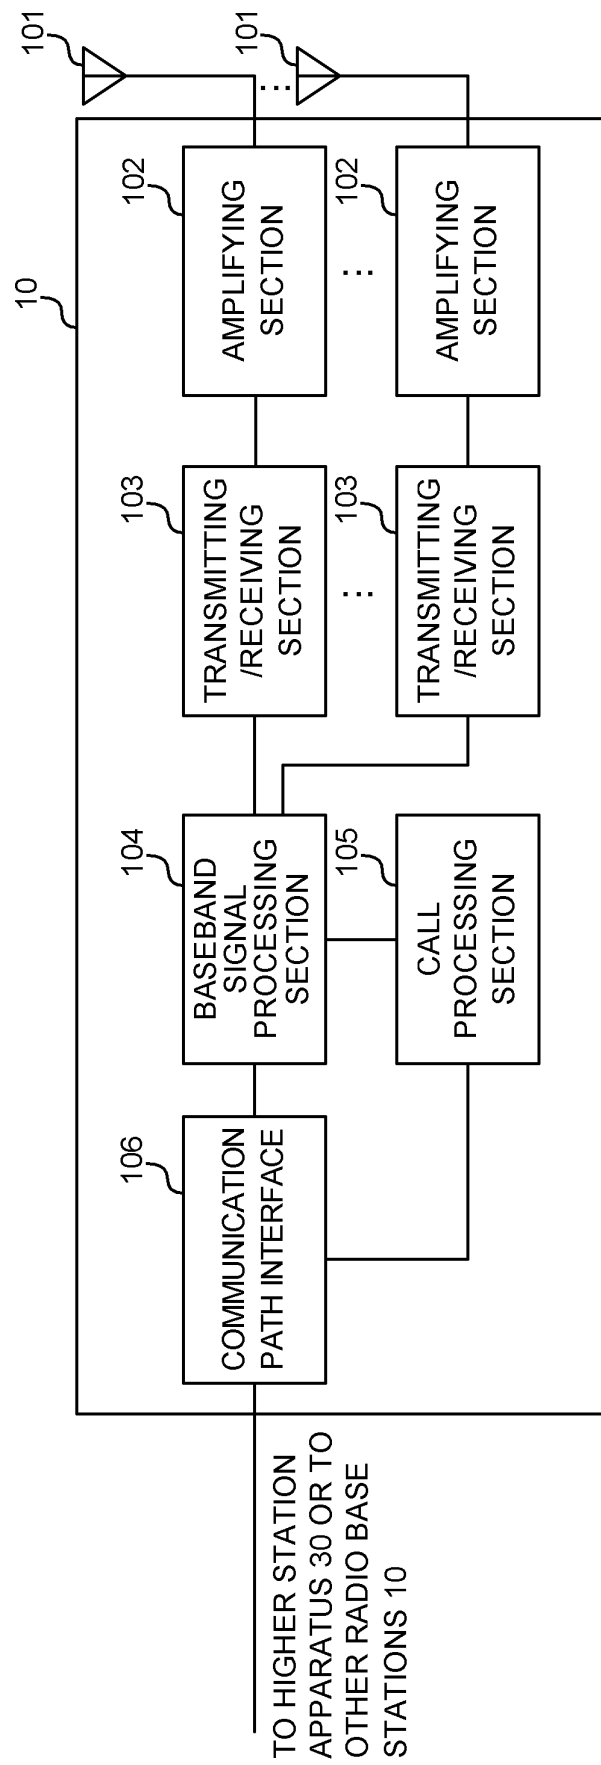 101
101
10
102
AMPLIFYING
SECTION
...
102
AMPLIFYING
SECTION
...
103
TRANSMITTING
/RECEIVING
SECTION
...
103
TRANSMITTING
/RECEIVING
SECTION
104
BASEBAND
SIGNAL
PROCESSING
SECTION
105
CALL
PROCESSING
SECTION
106
COMMUNICATION
PATH INTERFACE
TO HIGHER STATION
APPARATUS 30 OR TO
OTHER RADIO BASE
STATIONS 10